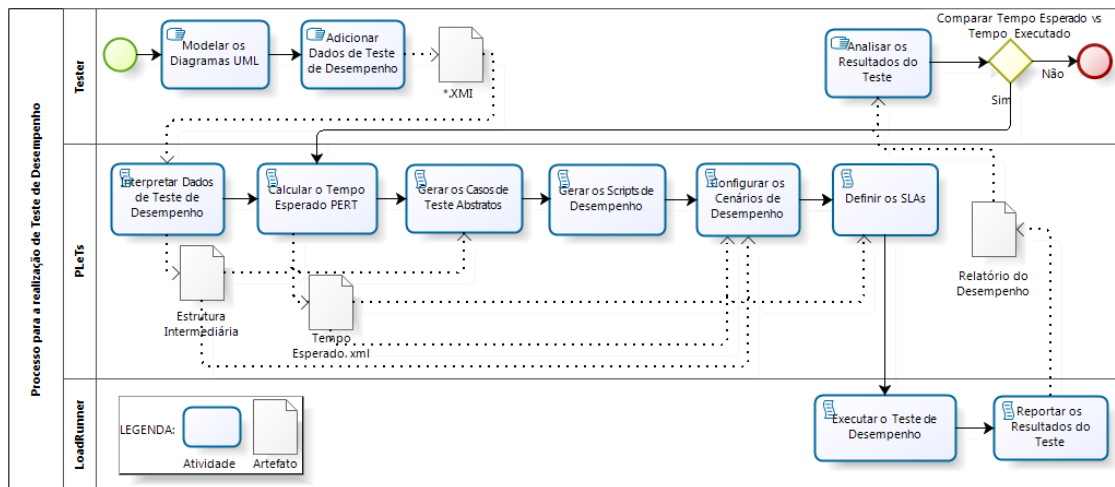 Processo para a realização de Teste de Desempenho
Tester
Modelar os
Diagramas UML
Adicionar
Dados de Teste
de Desempenho
*.XMI
Analisar os
Resultados do
Teste
Comparar Tempo Esperado vs
Tempo Executado
Não
Sim
PLeTs
Interpretar Dados
de Teste de
Desempenho
Calcular o Tempo
Esperado PERT
Gerar os Casos de
Teste Abstratos
Gerar os Scripts de
Desempenho
Configurar os
Cenários de
Desempenho
Definir os SLAs
Estrutura
Intermediária
Tempo
Esperado.xml
Relatório do
Desempenho
LoadRunner
LEGENDA:
Atividade
Artefato
Executar o Teste de
Desempenho
Reportar os
Resultados do
Teste